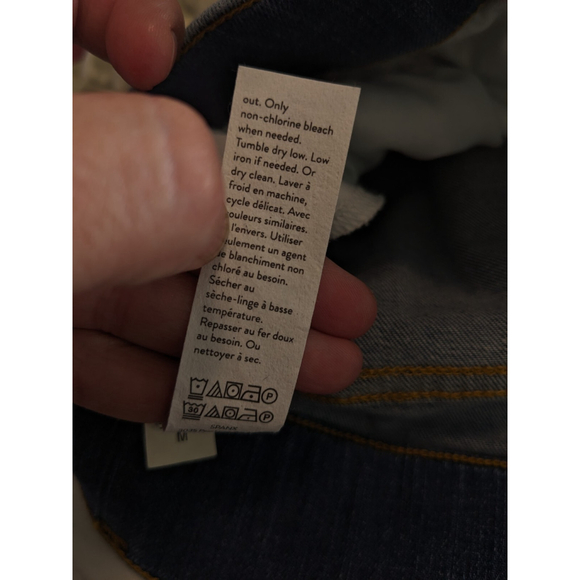 out. Only
non-chlorine bleach
when needed.
Tumble dry low. Low
iron if needed. Or
dry clean. Laver à
froid en machine,
cycle délicat. Avec
couleurs similaires.
l'envers. Utiliser
seulement un agent
de blanchiment non
chloré au besoin.
Sécher au
sèche-linge à basse
température.
Repasser au fer doux
au besoin. Ou
nettoyer à sec.
P
30 P